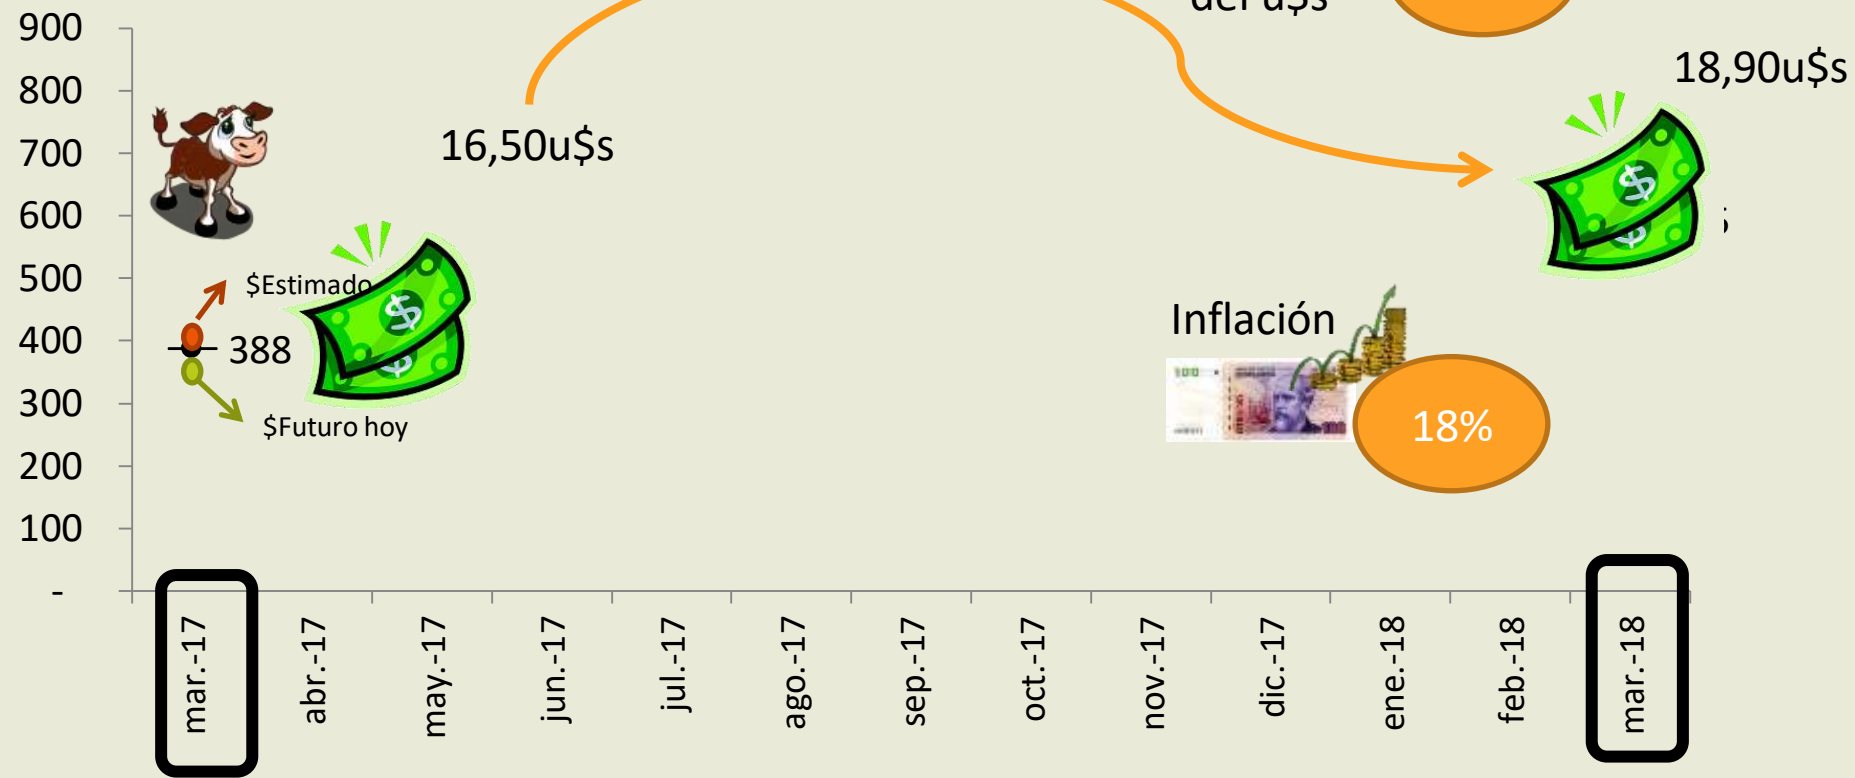 del u$s
900
800
700
600
500
400
300
200
100
-
18,90u$s
16,50u$s
$Estimado
388
$Futuro hoy
Inflación
100
18%
mar.-17
abr.-17
may.-17
jun.-17
jul.-17
ago.-17
sep.-17
oct.-17
nov.-17
dic.-17
ene.-18
feb.-18
mar.-18